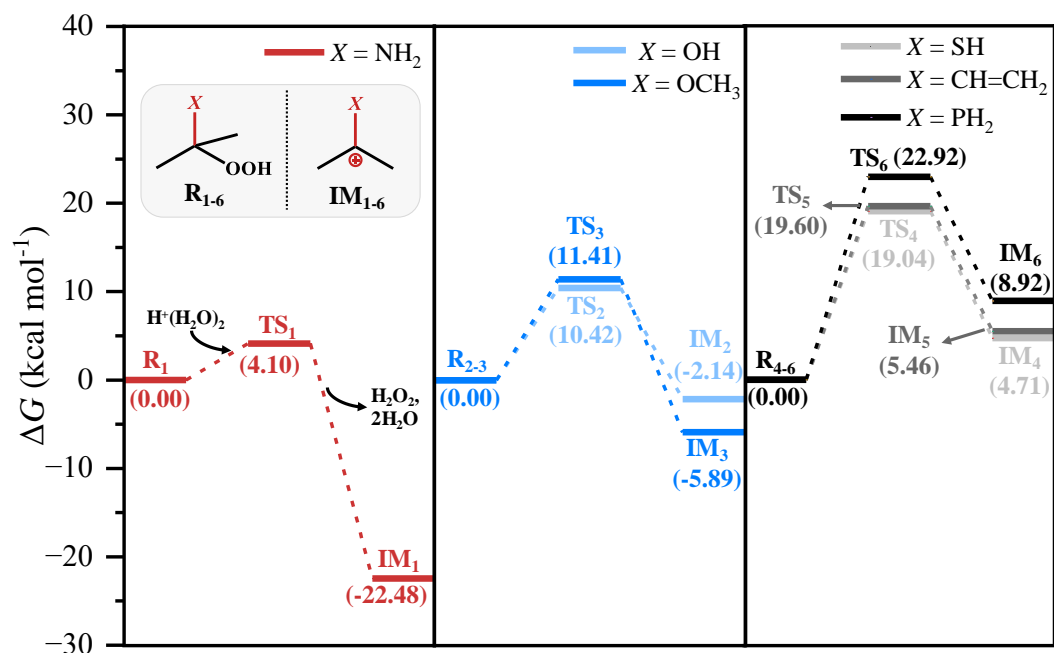 ΔG (kcal mol⁻¹)
40
30
20
10
0
−10
−20
−30
X = NH₂
X
OOH
R₁₋₆
X
⊕
IM₁₋₆
H⁺(H₂O)₂
R₁
(0.00)
TS₁
(4.10)
H₂O₂,
2H₂O
IM₁
(-22.48)
X = OH
X = OCH₃
R₂₋₃
(0.00)
TS₃
(11.41)
TS₂
(10.42)
IM₂
(-2.14)
IM₃
(-5.89)
X = SH
X = CH=CH₂
X = PH₂
TS₆ (22.92)
TS₅
(19.60)
TS₄
(19.04)
R₄₋₆
(0.00)
IM₆
(8.92)
IM₅
(5.46)
IM₄
(4.71)